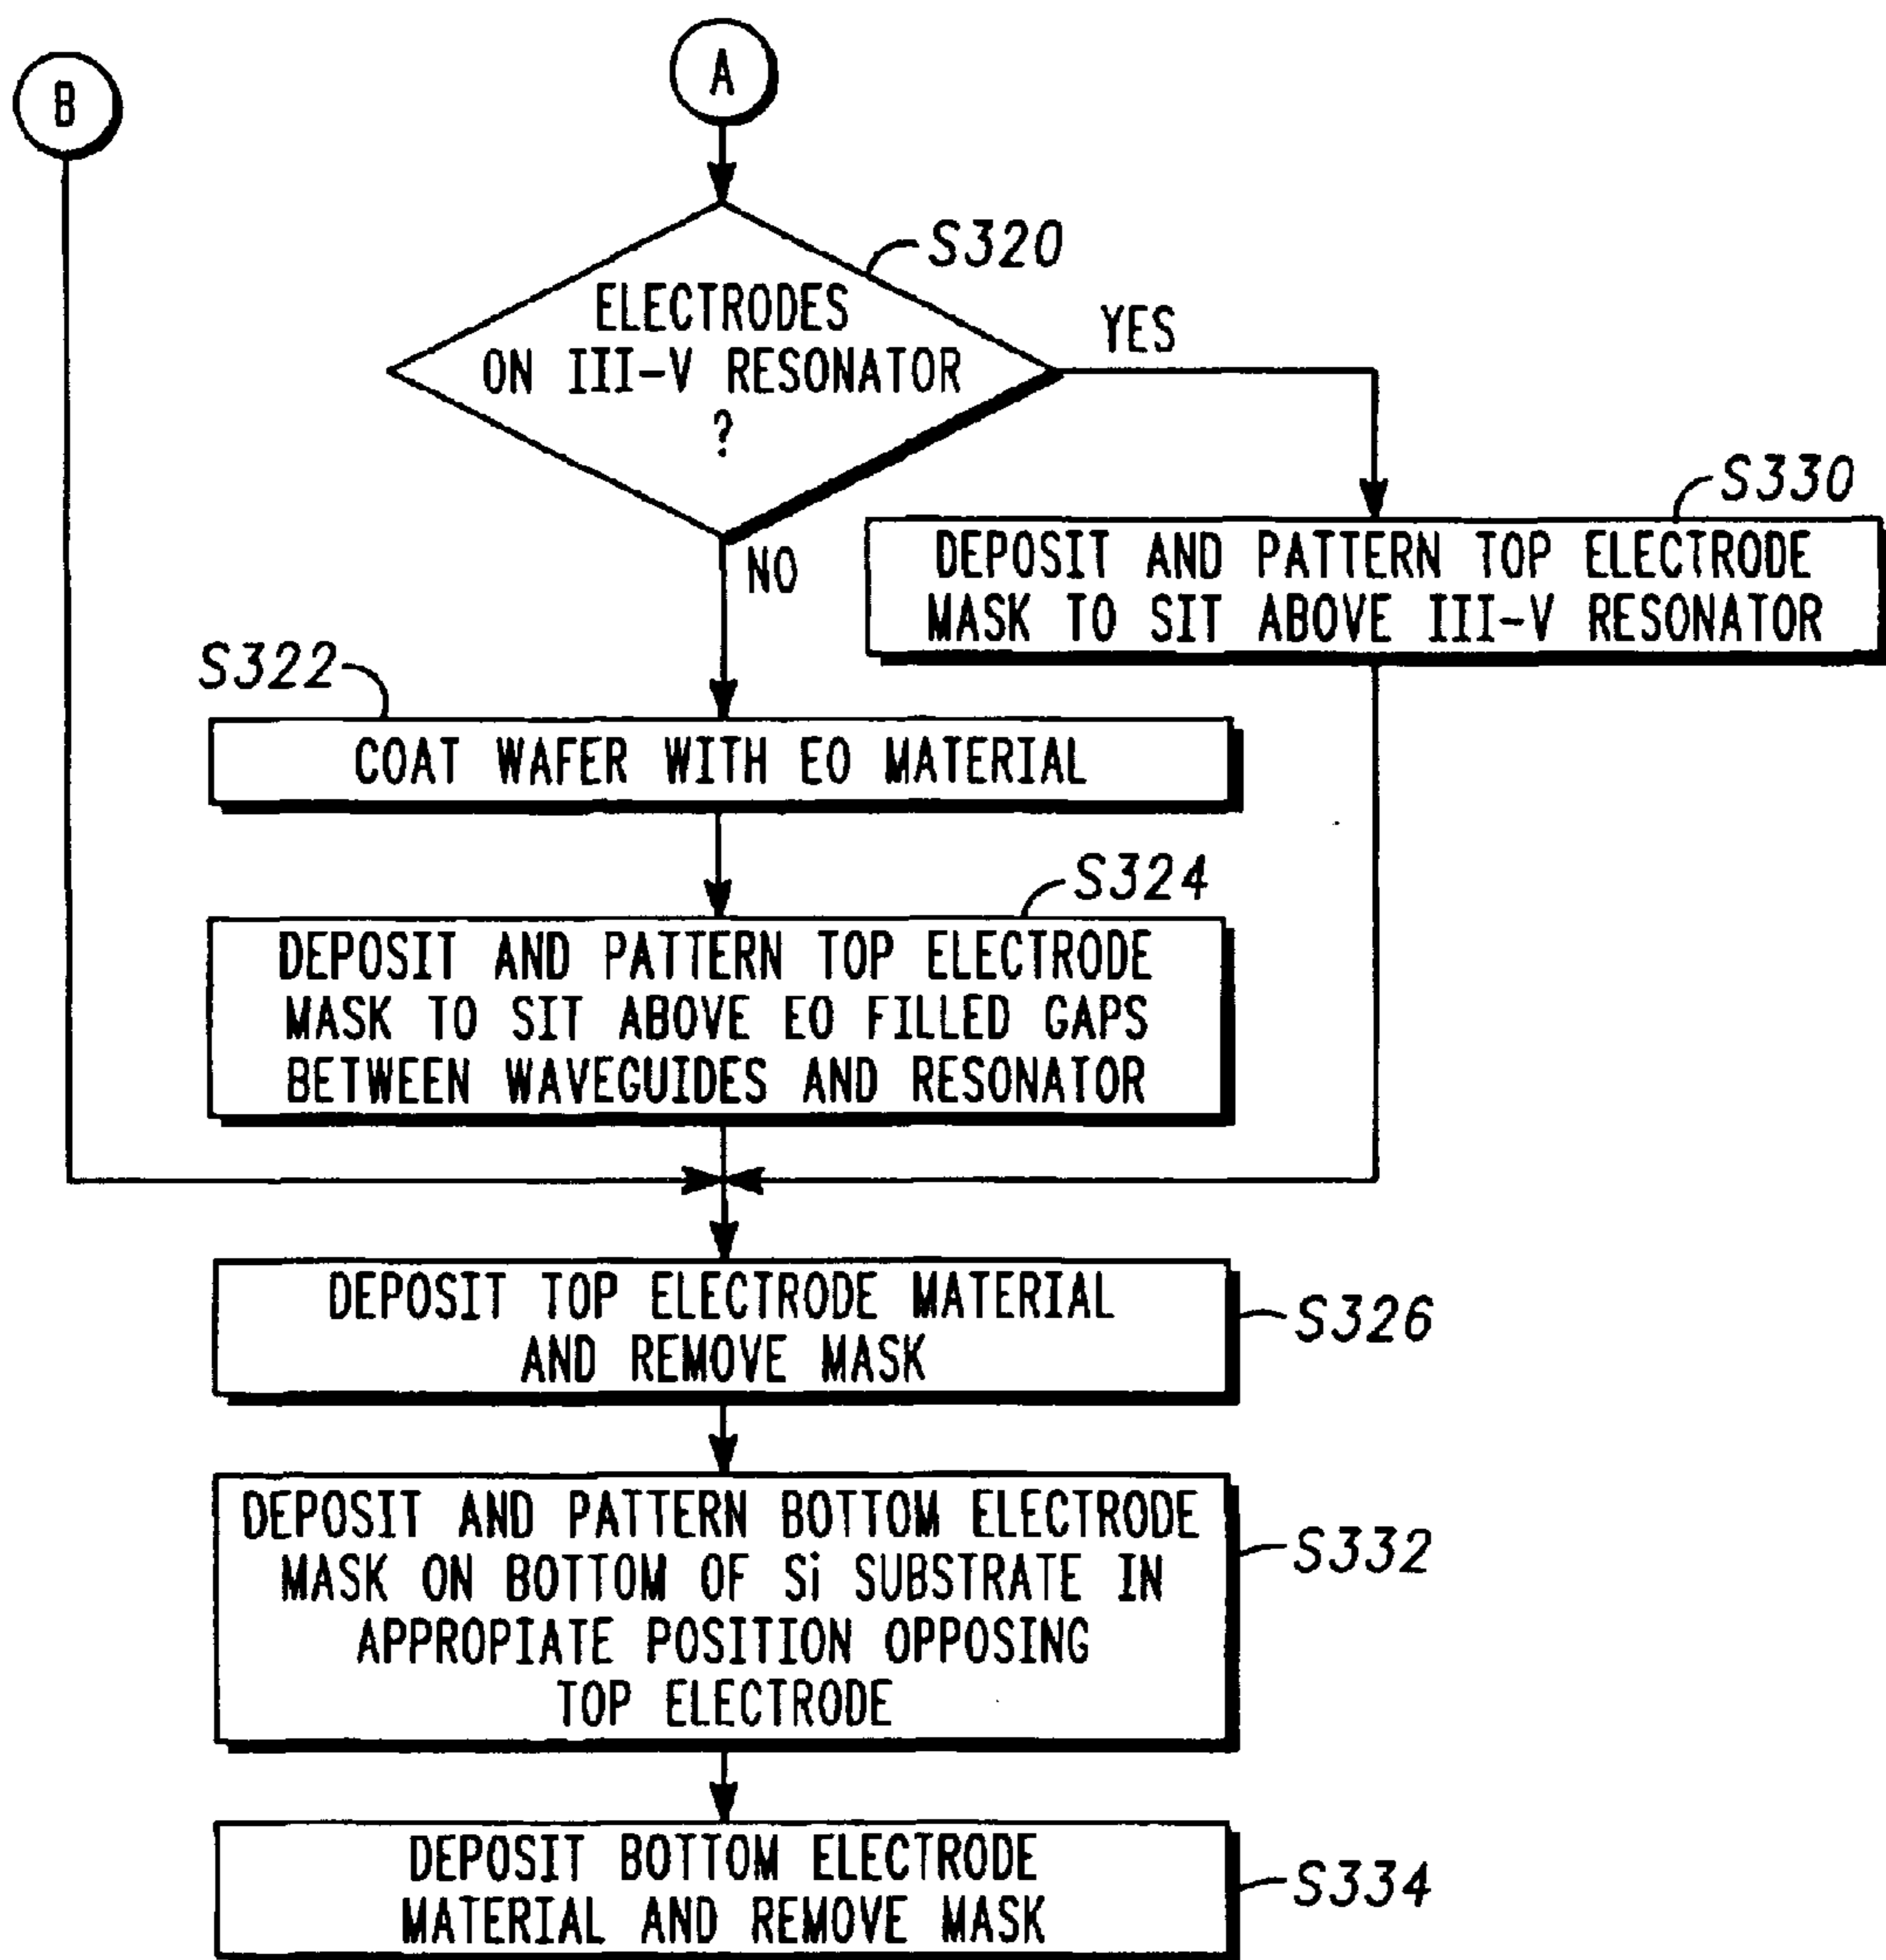 A
B
S320
ELECTRODES
ON III-V RESONATOR
?
YES
NO
S330
DEPOSIT AND PATTERN TOP ELECTRODE
MASK TO SIT ABOVE III-V RESONATOR
S322
COAT WAFER WITH EO MATERIAL
S324
DEPOSIT AND PATTERN TOP ELECTRODE
MASK TO SIT ABOVE EO FILLED GAPS
BETWEEN WAVEGUIDES AND RESONATOR
DEPOSIT TOP ELECTRODE MATERIAL
AND REMOVE MASK
S326
DEPOSIT AND PATTERN BOTTOM ELECTRODE
MASK ON BOTTOM OF Si SUBSTRATE IN
APPROPIATE POSITION OPPOSING
TOP ELECTRODE
S332
DEPOSIT BOTTOM ELECTRODE
MATERIAL AND REMOVE MASK
S334